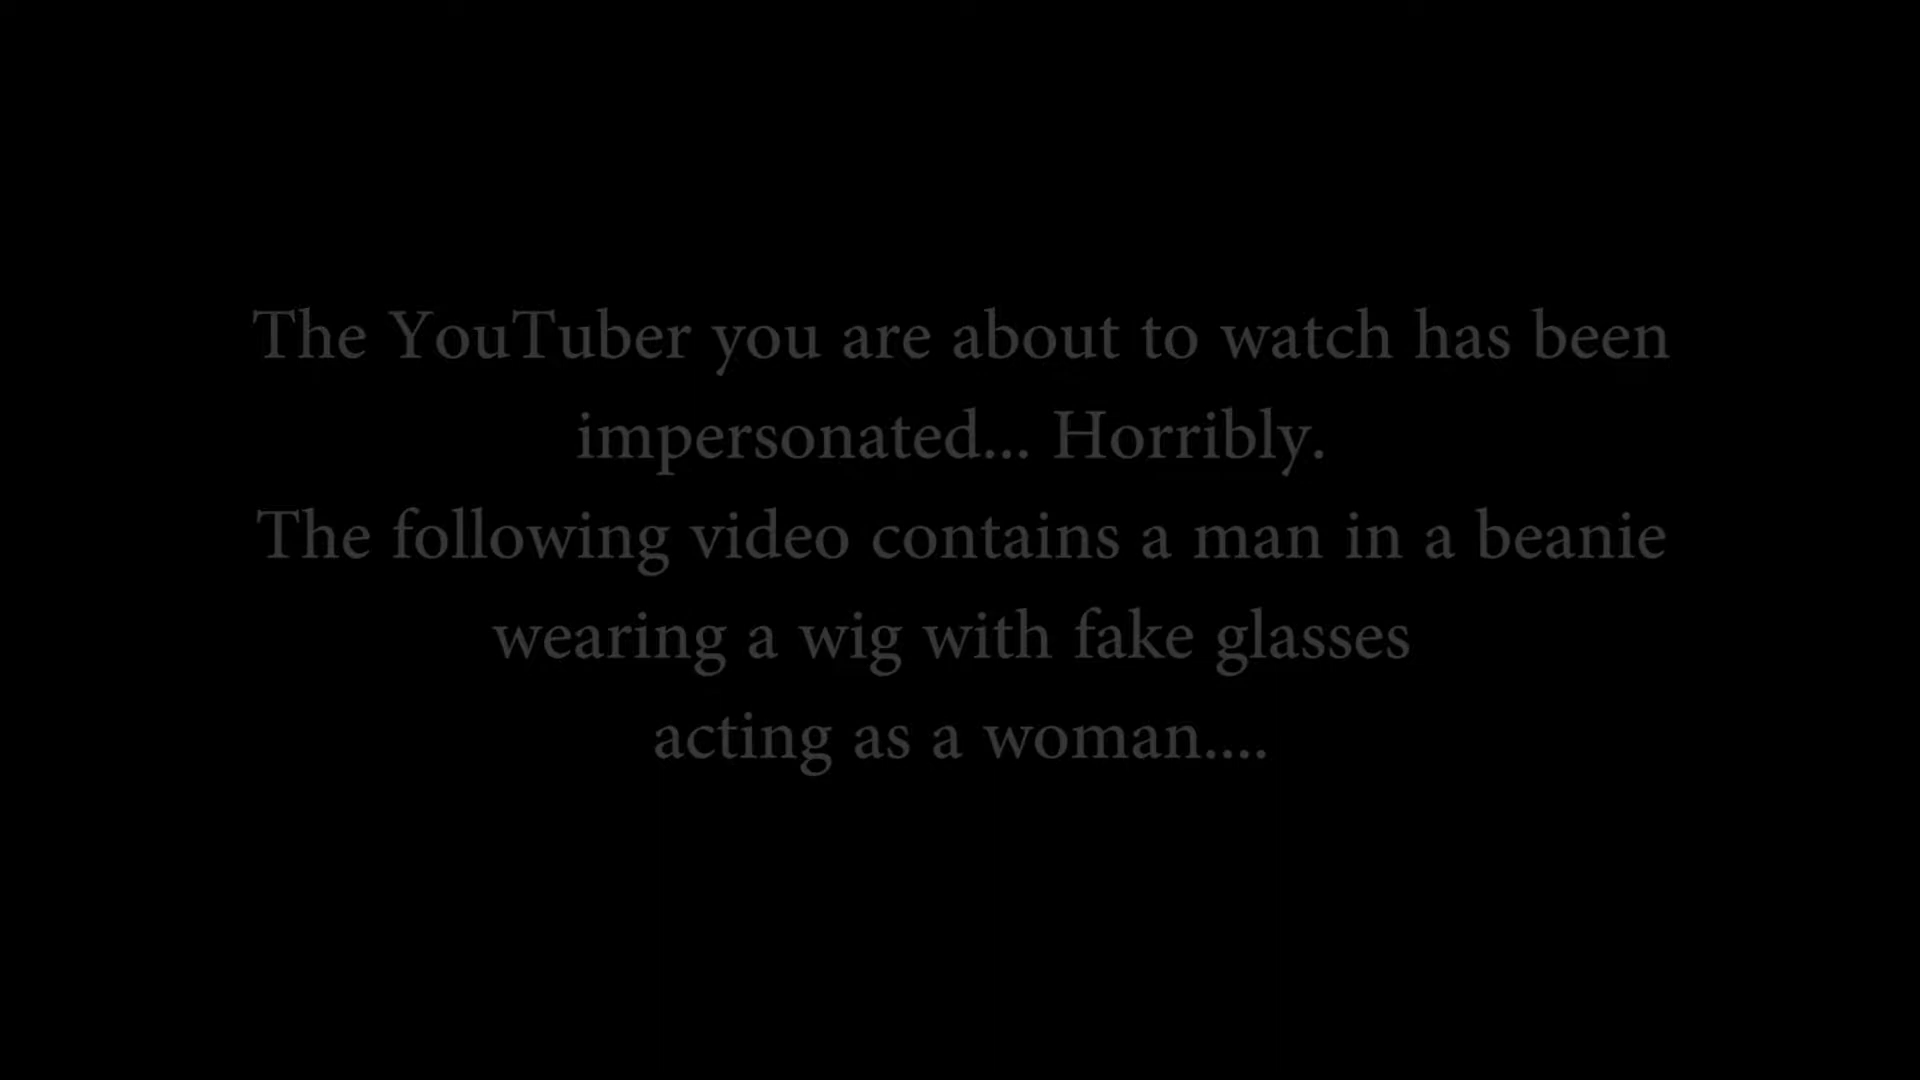 The YouTuber you are about to watch has been
impersonated... Horribly.
The following video contains a man in a beanie
wearing a wig with fake glasses
acting as a woman....